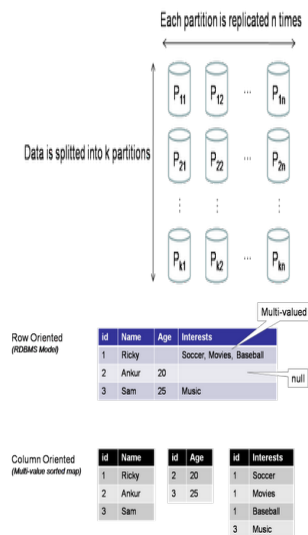 Each partition is replicated n times
P11 P12 ... P1n
Data is splitted into k partitions
P21 P22 ... P2n
Pk1 Pk2 ... Pkn
Multi-valued
Row Oriented
(RDBMS Model)
id Name Age Interests
1 Ricky Soccer, Movies, Baseball
2 Ankur 20
null
3 Sam 25 Music
Column Oriented
(Multi-value sorted map)
id Name
1 Ricky
2 Ankur
3 Sam
id Age
2 20
3 25
id Interests
1 Soccer
1 Movies
1 Baseball
3 Music